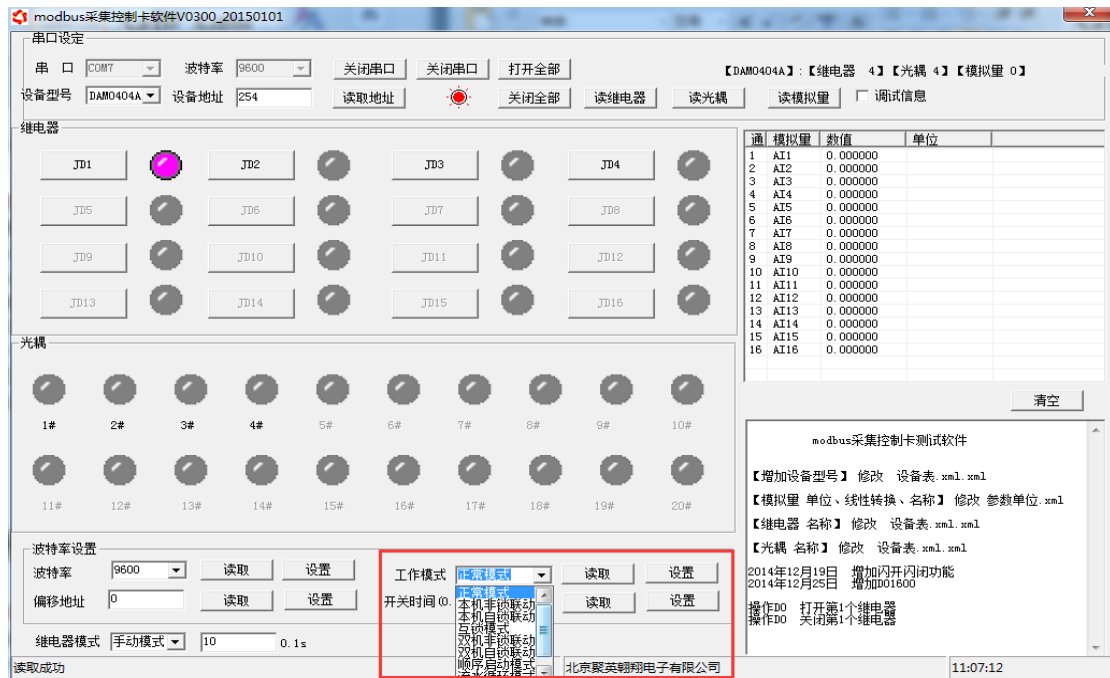 modbus采集控制卡软件V0300_20150101
串口设定
串 口 COM7 波特率 9600 关闭串口 关闭串口 打开全部 【DAM0404A】:【继电器 4】【光耦 4】【模拟量 0】
设备型号 DAM0404A 设备地址 254 读取地址 关闭全部 读继电器 读光耦 读模拟量 调试信息
继电器
JD1 JD2 JD3 JD4
JD5 JD6 JD7 JD8
JD9 JD10 JD11 JD12
JD13 JD14 JD15 JD16
通 模拟量 数值 单位
1 AI1 0.000000
2 AI2 0.000000
3 AI3 0.000000
4 AI4 0.000000
5 AI5 0.000000
6 AI6 0.000000
7 AI7 0.000000
8 AI8 0.000000
9 AI9 0.000000
10 AI10 0.000000
11 AI11 0.000000
12 AI12 0.000000
13 AI13 0.000000
14 AI14 0.000000
15 AI15 0.000000
16 AI16 0.000000
清空
光耦
1# 2# 3# 4# 5# 6# 7# 8# 9# 10#
11# 12# 13# 14# 15# 16# 17# 18# 19# 20#
modbus采集控制卡测试软件
【增加设备型号】 修改 设备表.xml.xml
【模拟量 单位、线性转换、名称】 修改 参数单位.xml
【继电器 名称】 修改 设备表.xml.xml
【光耦 名称】 修改 设备表.xml.xml
2014年12月19日 增加闪开闪闭功能
2014年12月25日 增加DO1600
操作DO 打开第1个继电器
操作DO 关闭第1个继电器
波特率设置
波特率 9600 读取 设置
偏移地址 0 读取 设置
继电器模式 手动模式 10 0.1s
工作模式 正常模式 读取 设置
开关时间(0. 读取 设置
正常模式
本机非锁联动
本机自锁联动
互锁模式
双机非锁联动
双机自锁联动
顺序启动模式
流水循环模式
读取成功 北京聚英翱翔电子有限公司 11:07:12